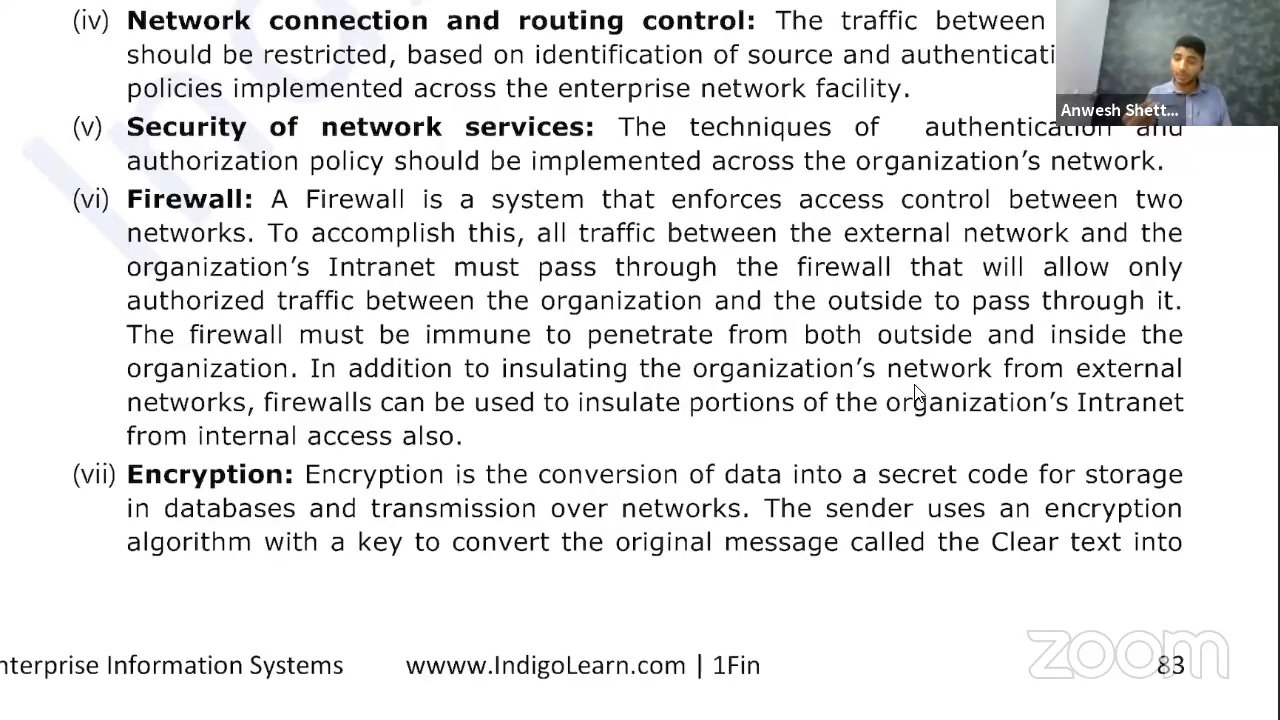 (iv) Network connection and routing control: The traffic between
should be restricted, based on identification of source and authenticati
policies implemented across the enterprise network facility.
Anwesh Shett...
(v) Security of network services: The techniques of authentication and
authorization policy should be implemented across the organization's network.
(vi) Firewall: A Firewall is a system that enforces access control between two
networks. To accomplish this, all traffic between the external network and the
organization's Intranet must pass through the firewall that will allow only
authorized traffic between the organization and the outside to pass through it.
The firewall must be immune to penetrate from both outside and inside the
organization. In addition to insulating the organization's network from external
networks, firewalls can be used to insulate portions of the organization's Intranet
from internal access also.
(vii) Encryption: Encryption is the conversion of data into a secret code for storage
in databases and transmission over networks. The sender uses an encryption
algorithm with a key to convert the original message called the Clear text into
nterprise Information Systems wwww.IndigoLearn.com | 1Fin 83
zoom